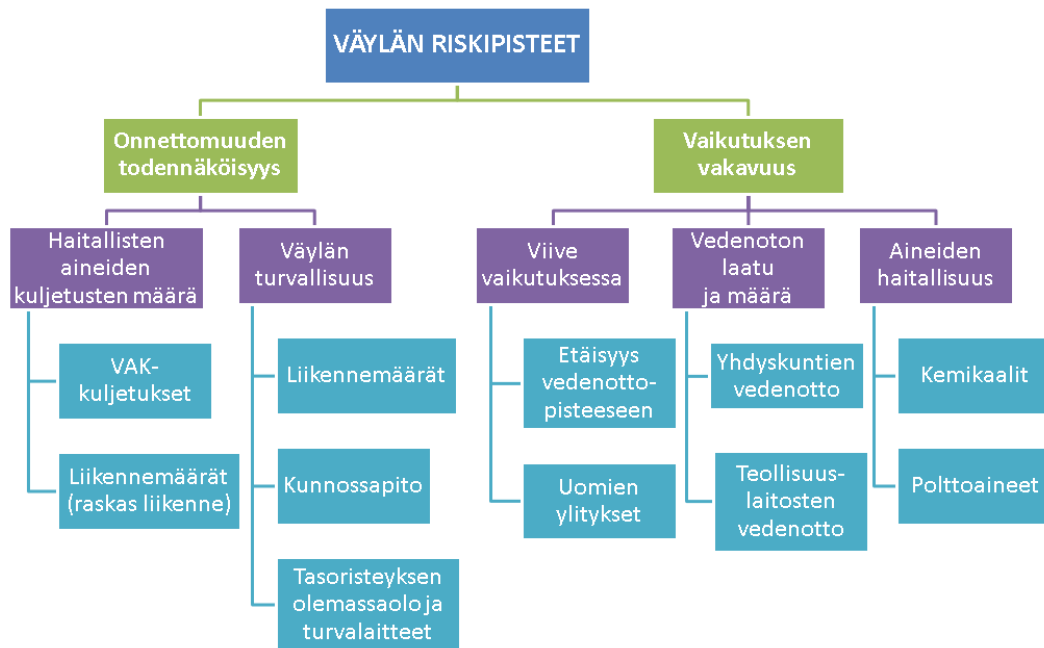 VÄYLÄN RISKIPISTEET
Onnettomuuden
todennäköisyys
Vaikutuksen
vakavuus
Haitallisten
aineiden
kuljetusten määrä
Väylän
turvallisuus
Viive
vaikutuksessa
Vedenoton
laatu
ja määrä
Aineiden
haitallisuus
VAK-
kuljetukset
Liikennemäärät
(raskas liikenne)
Liikennemäärät
Kunnossapito
Tasoristeyksen
olemassaolo ja
turvalaitteet
Etäisyys
vedenotto-
pisteeseen
Uomien
ylitykset
Yhdyskuntien
vedenotto
Teollisuus-
laitosten
vedenotto
Kemikaalit
Polttoaineet